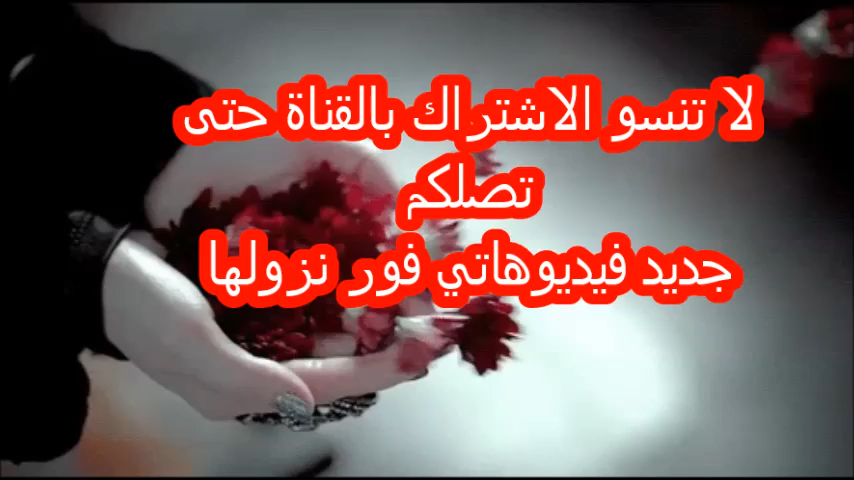 لا تنسو الاشتراك بالقناة حتى
تصلكم
جديد فيديوهاتي فور نزولها